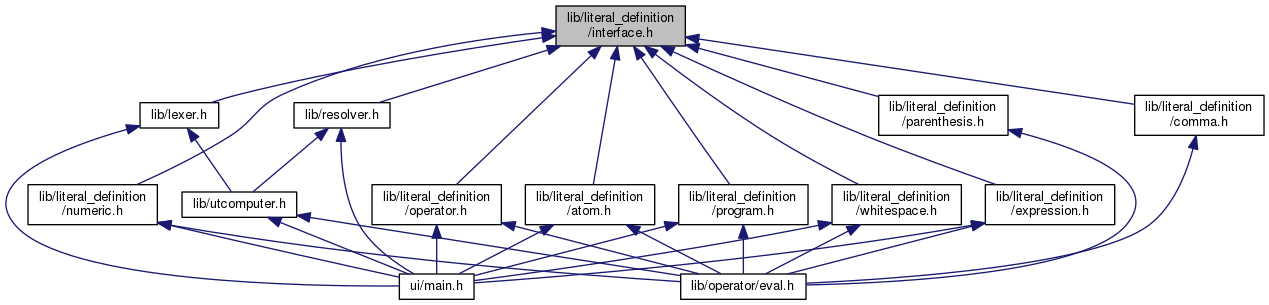 lib/literal_definition
/interface.h
lib/lexer.h
lib/resolver.h
lib/literal_definition
/parenthesis.h
lib/literal_definition
/comma.h
lib/literal_definition
/numeric.h
lib/utcomputer.h
lib/literal_definition
/operator.h
lib/literal_definition
/atom.h
lib/literal_definition
/program.h
lib/literal_definition
/whitespace.h
lib/literal_definition
/expression.h
ui/main.h
lib/operator/eval.h